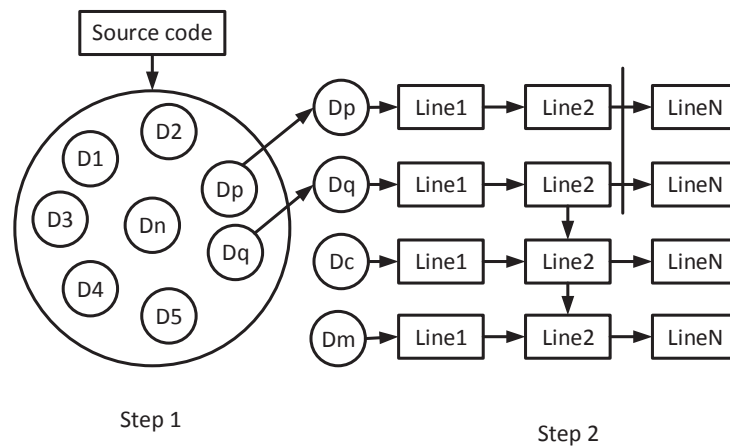 Source code
D1
D2
D3
Dn
Dp
Dq
D4
D5
Step 1
Dp Line1 Line2 LineN
Dq Line1 Line2 LineN
Dc Line1 Line2 LineN
Dm Line1 Line2 LineN
Step 2